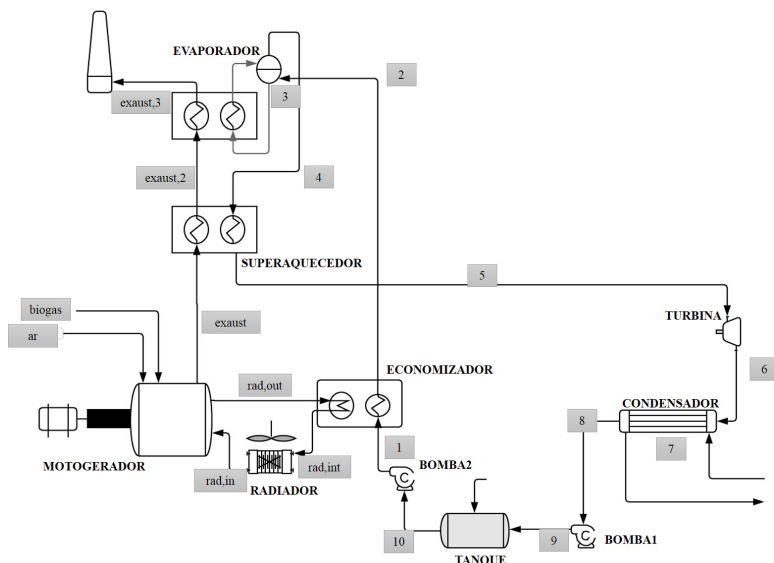 EVAPORADOR
2
exaust,3
3
exaust,2
4
SUPERAQUECEDOR
5
biogas
exaust
TURBINA
ar
ECONOMIZADOR
6
rad,out
CONDENSADOR
8
7
1
MOTOGERADOR
rad,in
rad,int
BOMBA2
RADIADOR
C
10
9
C
BOMBA1
TANQUE